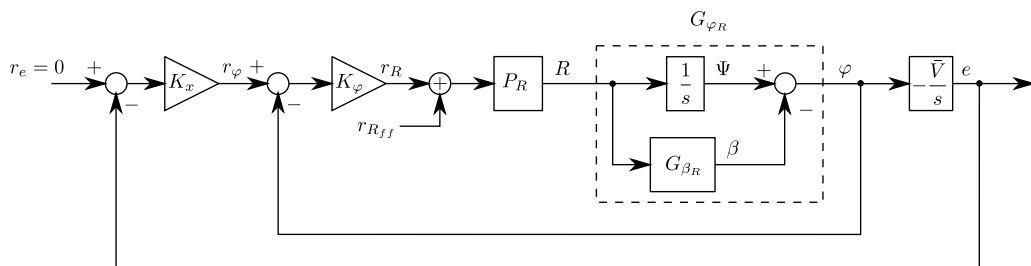 G_{φ_R}
r_e = 0
+
−
K_x
r_φ
+
−
K_φ
r_R
+
r_{R_{ff}}
P_R
R
1/s
Ψ
+
−
G_{β_R}
β
φ
−V̄/s
e